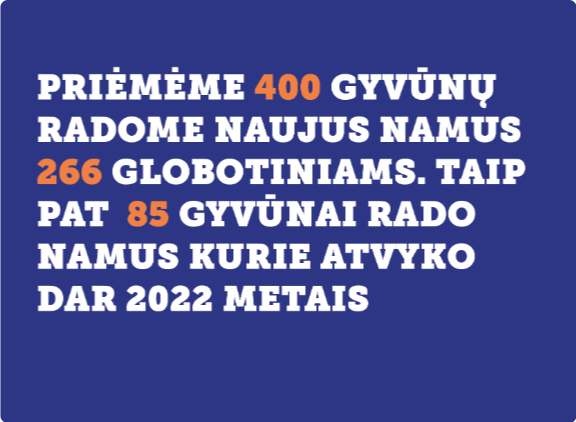 PRIĖMĖME 400 GYVŪNŲ
RADOME NAUJUS NAMUS
266 GLOBOTINIAMS. TAIP
PAT 85 GYVŪNAI RADO
NAMUS KURIE ATVYKO
DAR 2022 METAIS